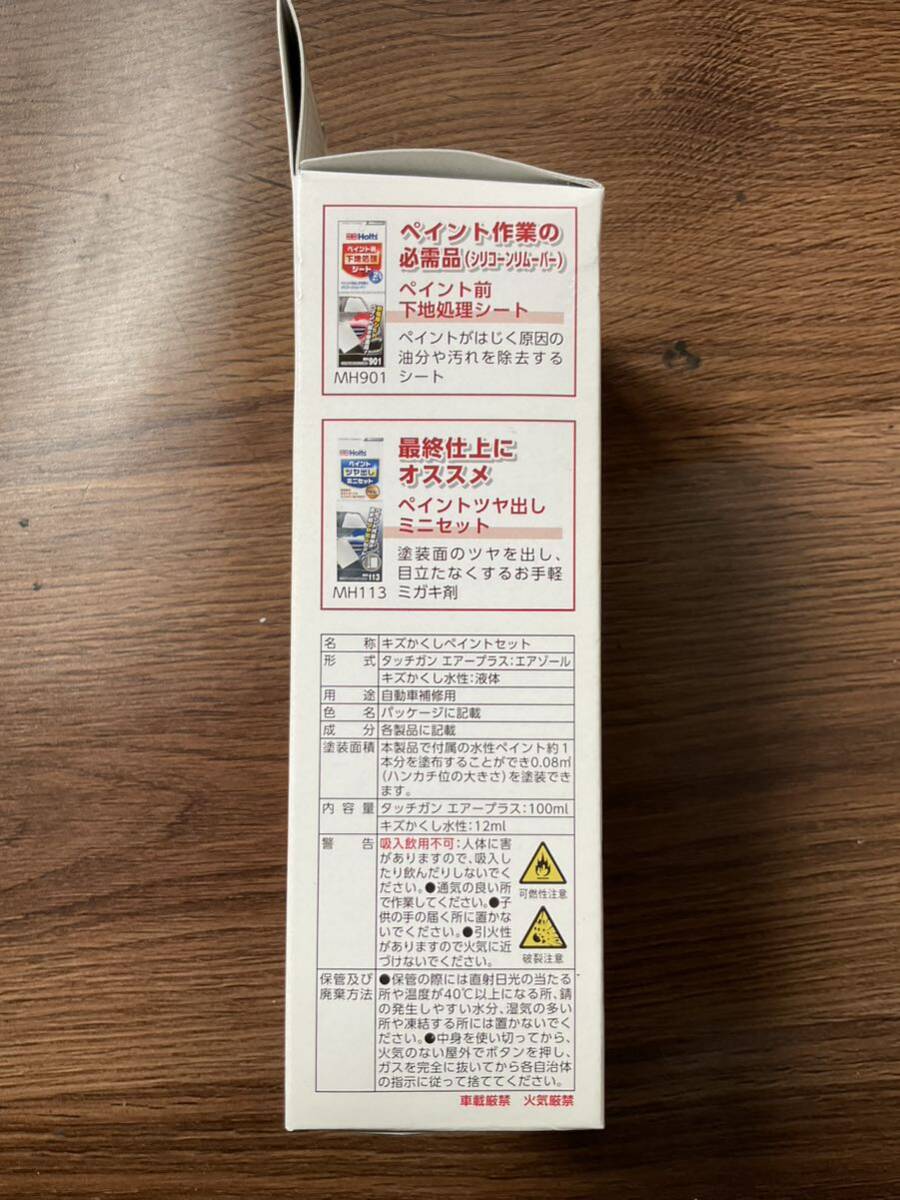 ペイント作業の
必需品(シリコーンリムーバー)
Holts
ペイント前
下地処理
シート
ペイント前
下地処理シート
ペイントがはじく原因の
油分や汚れを除去する
シート
901
MH901
最終仕上に
オススメ
Holts
ペイント
ツヤ出し
ミニセット
ペイントツヤ出し
ミニセット
塗装面のツヤを出し、
目立たなくするお手軽
ミガキ剤
113
MH113
名称 キズかくしペイントセット
形式 タッチガン エアープラス:エアゾール
キズかくし水性:液体
用途 自動車補修用
色名 パッケージに記載
成分 各製品に記載
塗装面積 本製品で付属の水性ペイント約1
本分を塗布することができ0.08㎡
(ハンカチ位の大きさ)を塗装でき
ます。
内容量 タッチガン エアープラス:100ml
キズかくし水性:12ml
警告 吸入飲用不可:人体に害
がありますので、吸入し
たり飲んだりしないでく
ださい。●通気の良い所
で作業してください。●子
供の手の届く所に置かな
いでください。●引火性
がありますので火気に近
づけないでください。
可燃性注意
破裂注意
保管及び 廃棄方法 ●保管の際には直射日光の当たる
所や温度が40℃以上になる所、錆
の発生しやすい水分、湿気の多い
所や凍結する所には置かないでく
ださい。●中身を使い切ってから、
火気のない屋外でボタンを押し、
ガスを完全に抜いてから各自治体
の指示に従って捨ててください。
車載厳禁 火気厳禁